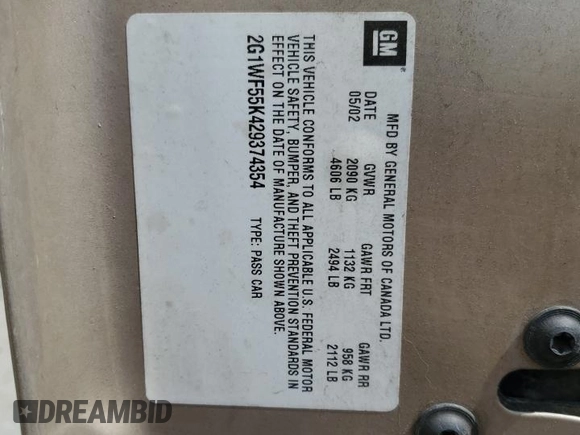 GM
MFD BY GENERAL MOTORS OF CANADA LTD.
DATE GVWR GAWR FRT GAWR RR
05/02 2090 KG 1132 KG 958 KG
4606 LB 2494 LB 2112 LB
THIS VEHICLE CONFORMS TO ALL APPLICABLE U.S. FEDERAL MOTOR
VEHICLE SAFETY, BUMPER, AND THEFT PREVENTION STANDARDS IN
EFFECT ON THE DATE OF MANUFACTURE SHOWN ABOVE.
2G1WF55K429374354 TYPE: PASS CAR
DREAMBID